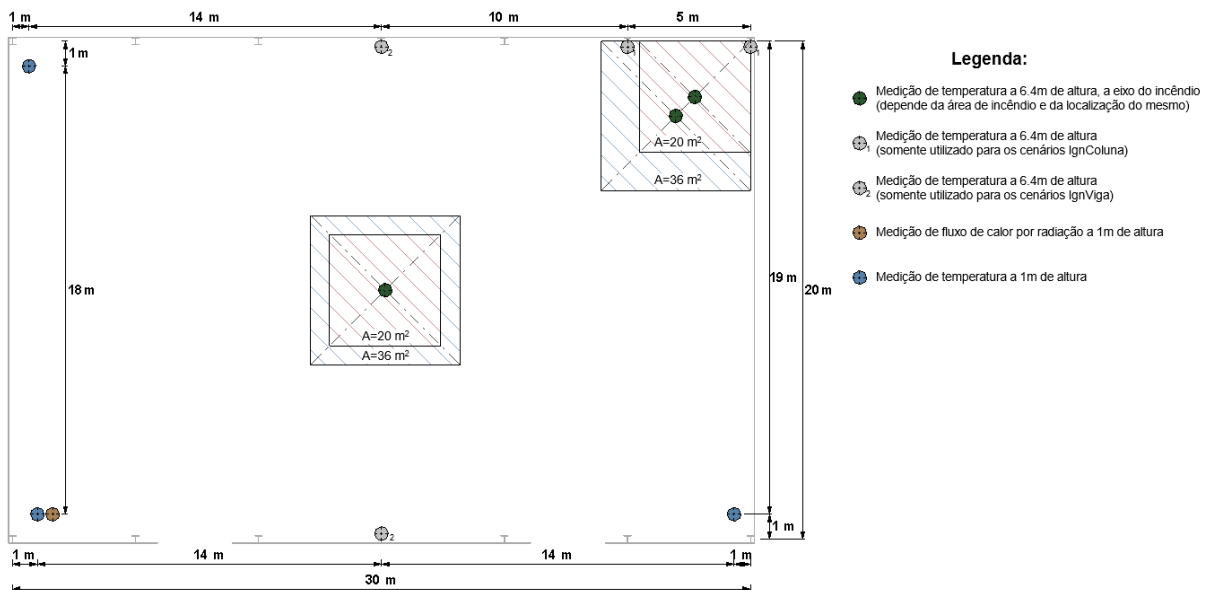 1 m
14 m
10 m
5 m
1m
2
1
1
A=20 m²
A=36 m²
18 m
A=20 m²
A=36 m²
19 m
20 m
2
1 m
1 m
14 m
14 m
1 m
30 m
Legenda:
Medição de temperatura a 6.4m de altura, a eixo do incêndio
(depende da área de incêndio e da localização do mesmo)
1
Medição de temperatura a 6.4m de altura
(somente utilizado para os cenários IgnColuna)
2
Medição de temperatura a 6.4m de altura
(somente utilizado para os cenários IgnViga)
Medição de fluxo de calor por radiação a 1m de altura
Medição de temperatura a 1m de altura